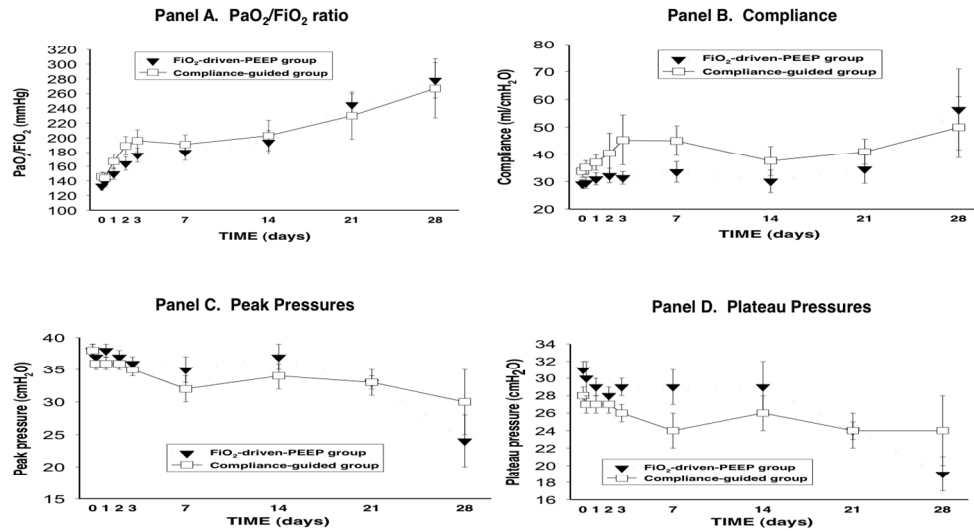 Panel A. PaO₂/FiO₂ ratio
PaO/FiO₂ (mmHg)
320
300
280
260
240
220
200
180
160
140
120
100
FiO₂-driven-PEEP group
Compliance-guided group
0 1 2 3 7 14 21 28
TIME (days)
Panel B. Compliance
Compliance (ml/cmH₂O)
80
70
60
50
40
30
20
FiO₂-driven-PEEP group
Compliance-guided group
0 1 2 3 7 14 21 28
TIME (days)
Panel C. Peak Pressures
Peak pressure (cmH₂O)
40
35
30
25
20
15
FiO₂-driven-PEEP group
Compliance-guided group
0 1 2 3 7 14 21 28
TIME (days)
Panel D. Plateau Pressures
Plateau pressure (cmH₂O)
34
32
30
28
26
24
22
20
18
16
FiO₂-driven-PEEP group
Compliance-guided group
0 1 2 3 7 14 21 28
TIME (days)